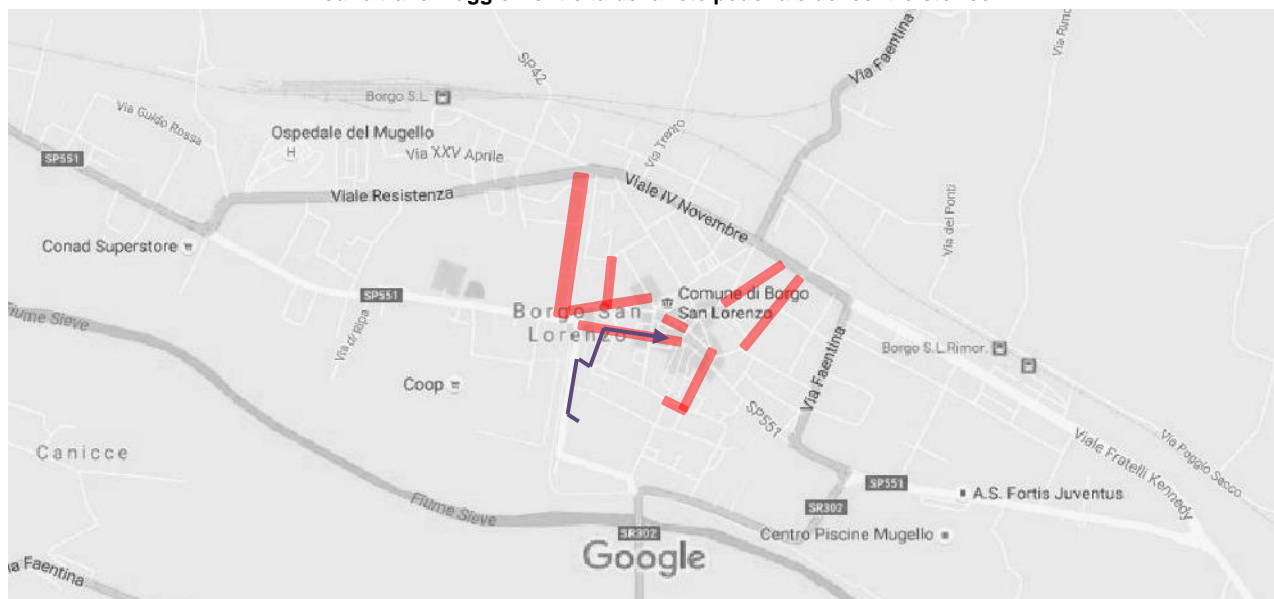 SP42
Via Faentina
Borgo S.L.
Via Guido Rossa
Ospedale del Mugello
H
Via XXV Aprile
Via Trento
SP551
Viale Resistenza
Viale IV Novembre
Via dei Ponti
Conad Superstore
SP551
Comune di Borgo
San Lorenzo
Borgo San
Lorenzo
Fiume Sieve
Via di Ripa
Borgo S.L.Rimor.
Coop
Via Faentina
SP551
Canicce
Viale Fratelli Kennedy
Via Poggio Secco
SP551
A.S. Fortis Juventus
Fiume Sieve
SR302
Centro Piscine Mugello
SR302
Google
Faentina